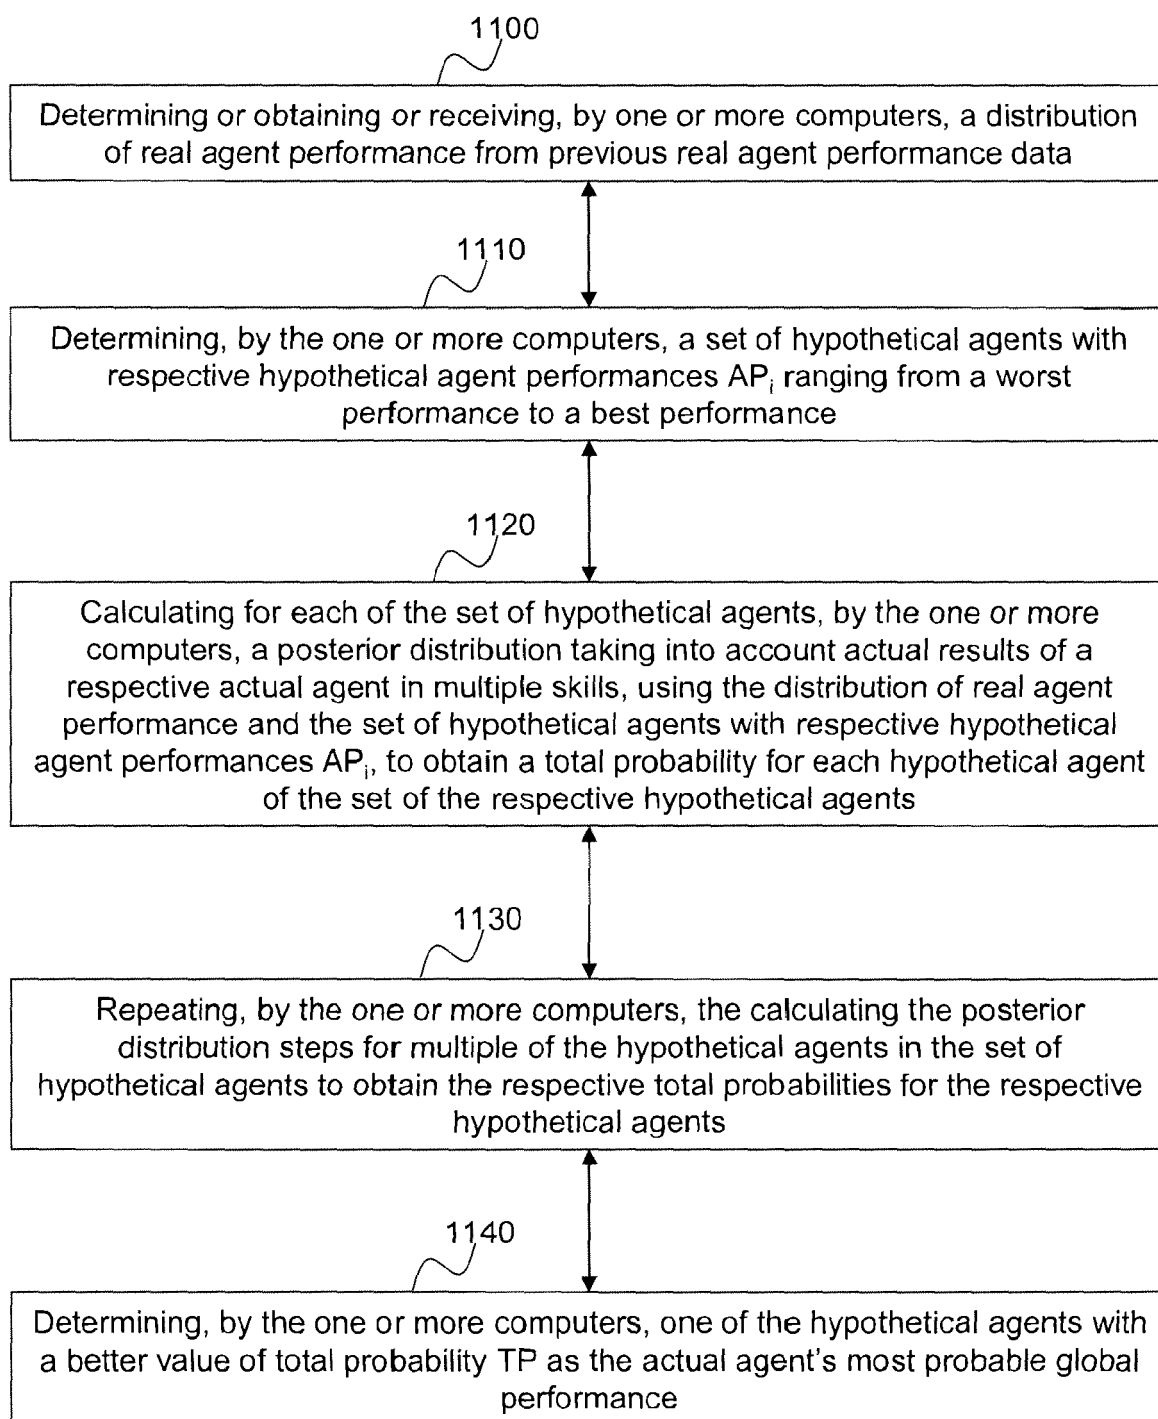 1100
Determining or obtaining or receiving, by one or more computers, a distribution
of real agent performance from previous real agent performance data
1110
Determining, by the one or more computers, a set of hypothetical agents with
respective hypothetical agent performances APi ranging from a worst
performance to a best performance
1120
Calculating for each of the set of hypothetical agents, by the one or more
computers, a posterior distribution taking into account actual results of a
respective actual agent in multiple skills, using the distribution of real agent
performance and the set of hypothetical agents with respective hypothetical
agent performances APi, to obtain a total probability for each hypothetical agent
of the set of the respective hypothetical agents
1130
Repeating, by the one or more computers, the calculating the posterior
distribution steps for multiple of the hypothetical agents in the set of
hypothetical agents to obtain the respective total probabilities for the respective
hypothetical agents
1140
Determining, by the one or more computers, one of the hypothetical agents with
a better value of total probability TP as the actual agent's most probable global
performance